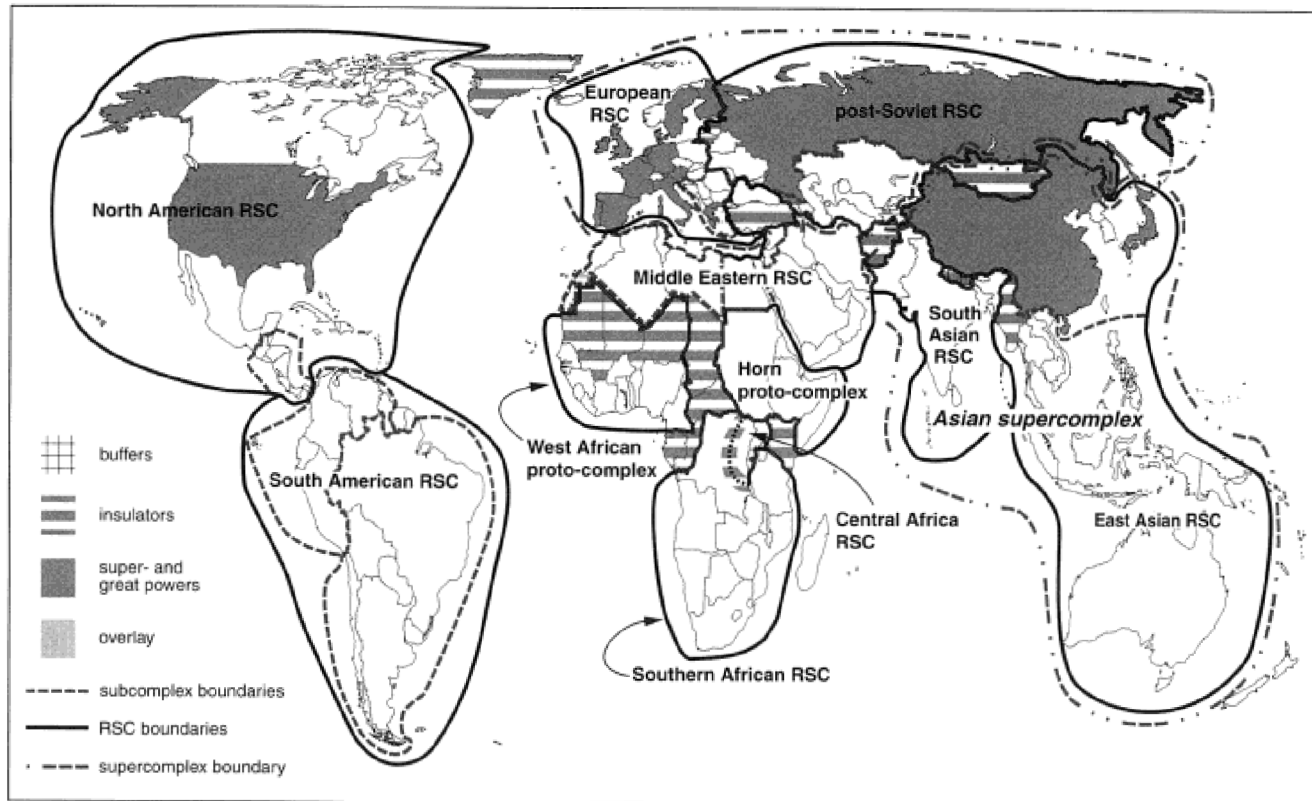 European
RSC
post-Soviet RSC
North American RSC
Middle Eastern RSC
South
Asian
RSC
Horn
proto-complex
Asian supercomplex
West African
proto-complex
South American RSC
Central Africa
RSC
East Asian RSC
Southern African RSC
buffers
insulators
super- and
great powers
overlay
subcomplex boundaries
RSC boundaries
supercomplex boundary